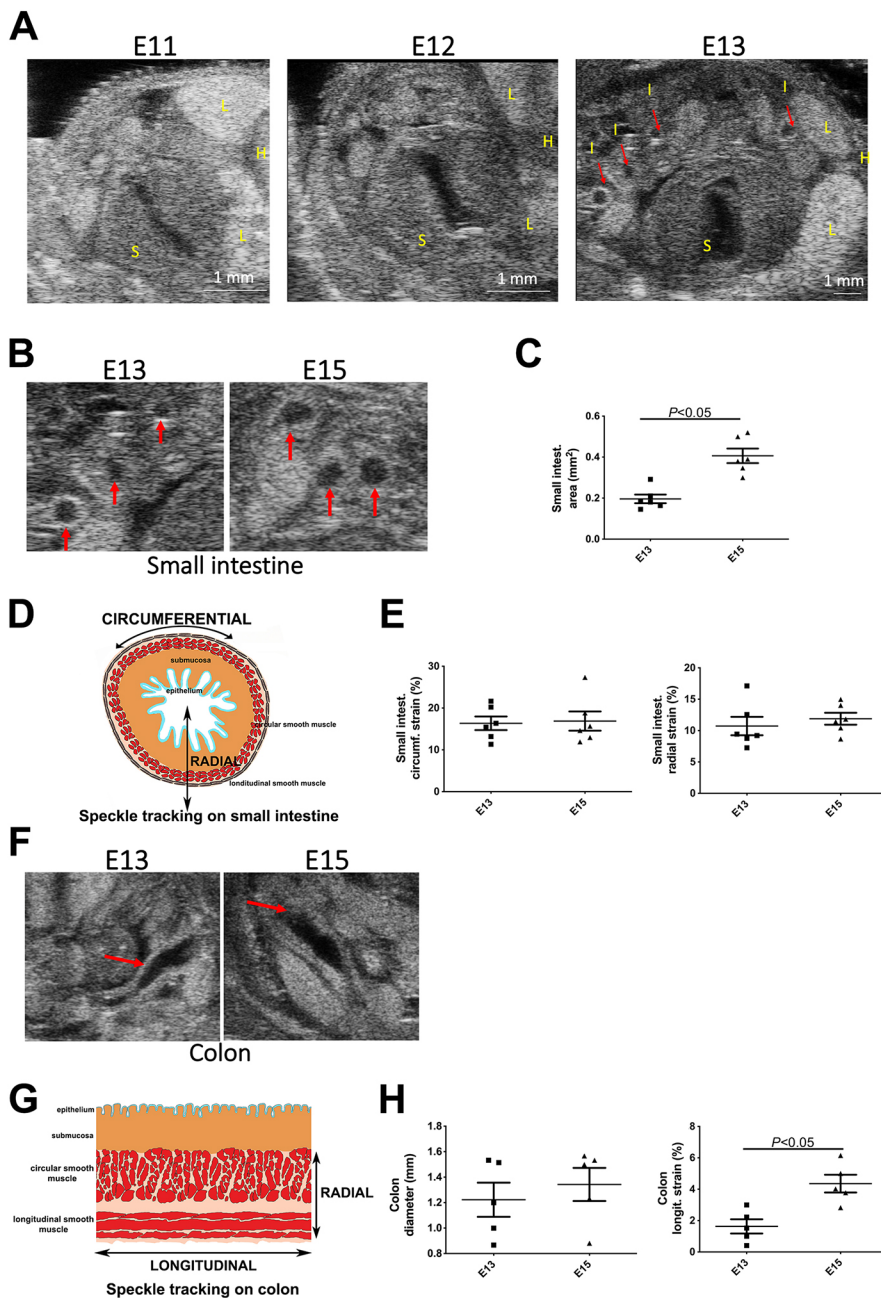 A
E11
E12
E13
L
H
S
L
1 mm
L
H
S
L
1 mm
I
I
I
I
L
H
L
S
1 mm
B
E13
E15
Small intestine
C
P<0.05
Small intest.
area (mm²)
0.6
0.4
0.2
0.0
E13
E15
D
CIRCUMFERENTIAL
submucosa
epithelium
circular smooth muscle
RADIAL
londitudinal smooth muscle
Speckle tracking on small intestine
E
Small intest.
circumf. strain (%)
30
20
10
0
E13
E15
Small intest.
radial strain (%)
20
15
10
5
0
E13
E15
F
E13
E15
Colon
G
epithelium
submucosa
circular smooth
muscle
longitudinal smooth
muscle
RADIAL
LONGITUDINAL
Speckle tracking on colon
H
Colon
diameter (mm)
1.8
1.6
1.4
1.2
1.0
0.8
E13
E15
Colon
longit. strain (%)
P<0.05
8
6
4
2
0
E13
E15